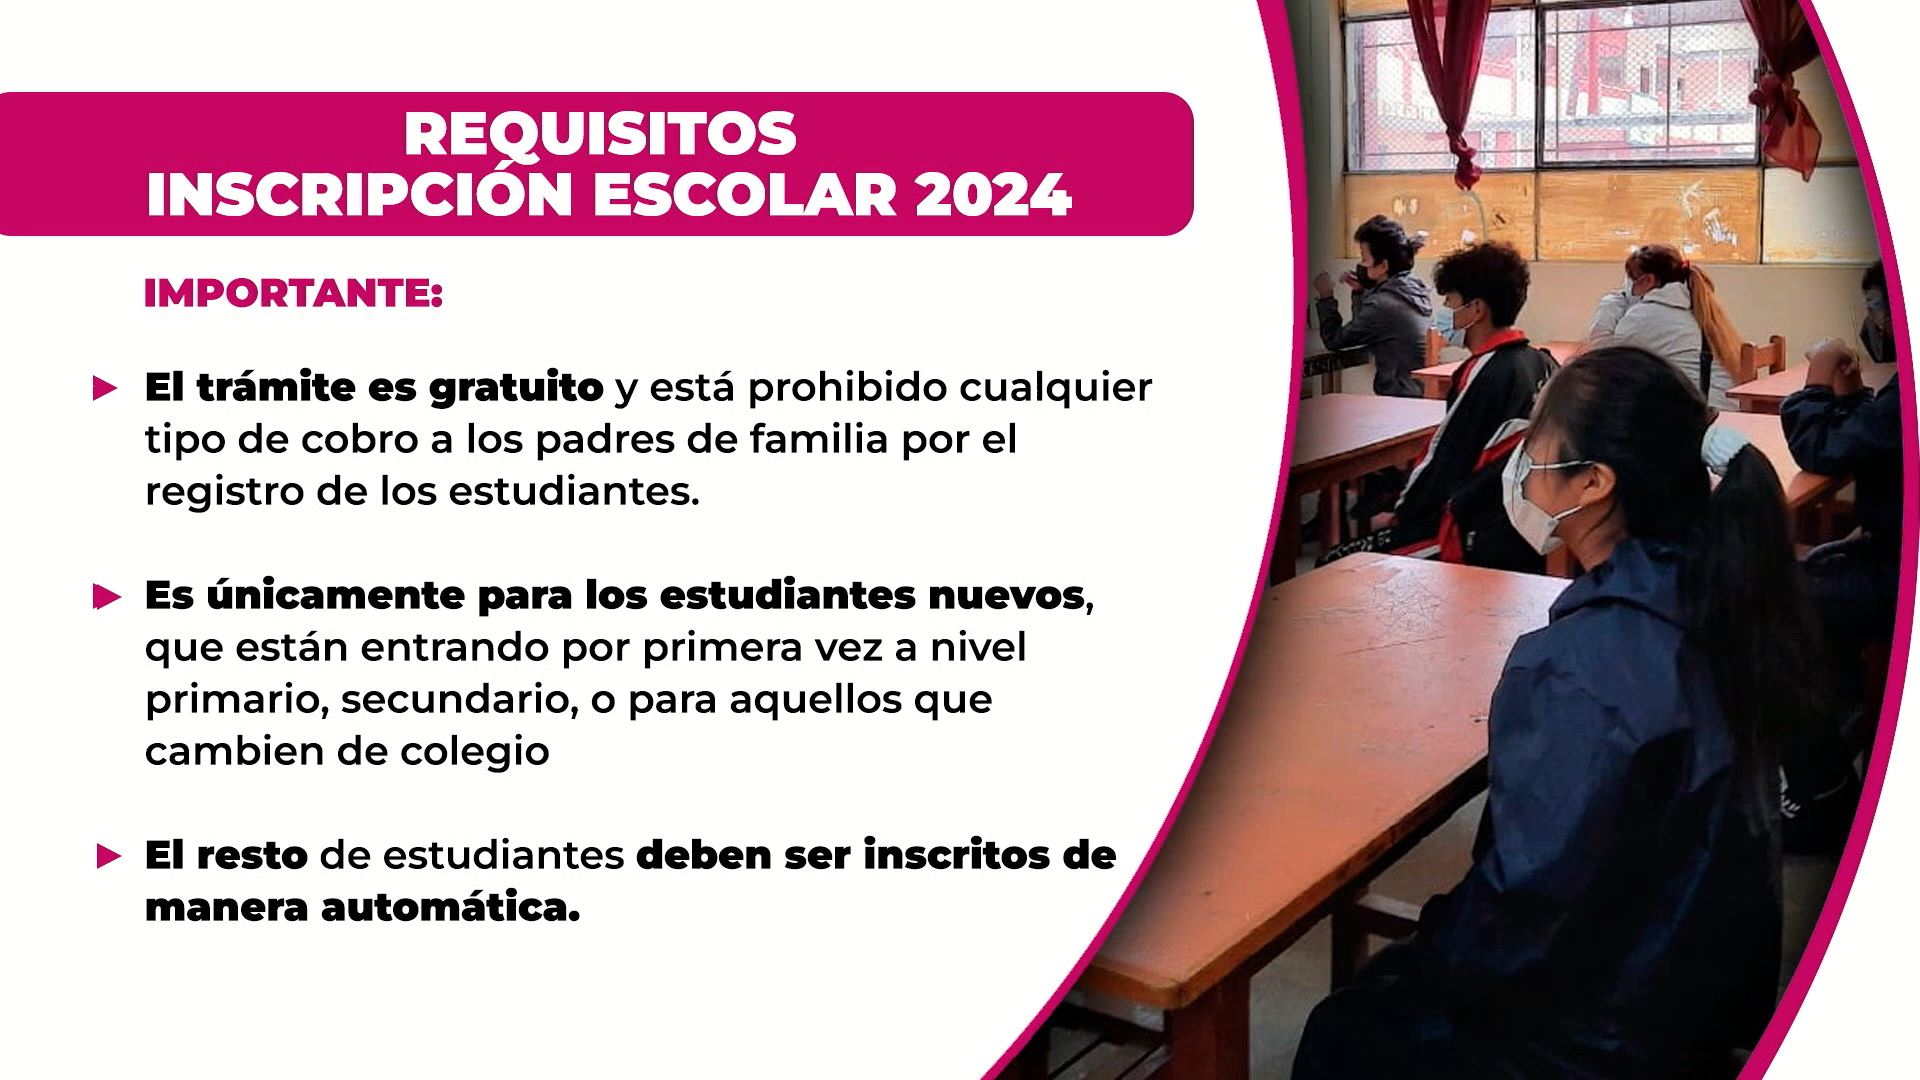 REQUISITOS
INSCRIPCIÓN ESCOLAR 2024
IMPORTANTE:
El trámite es gratuito y está prohibido cualquier
tipo de cobro a los padres de familia por el
registro de los estudiantes.
Es únicamente para los estudiantes nuevos,
que están entrando por primera vez a nivel
primario, secundario, o para aquellos que
cambien de colegio
El resto de estudiantes deben ser inscritos de
manera automática.